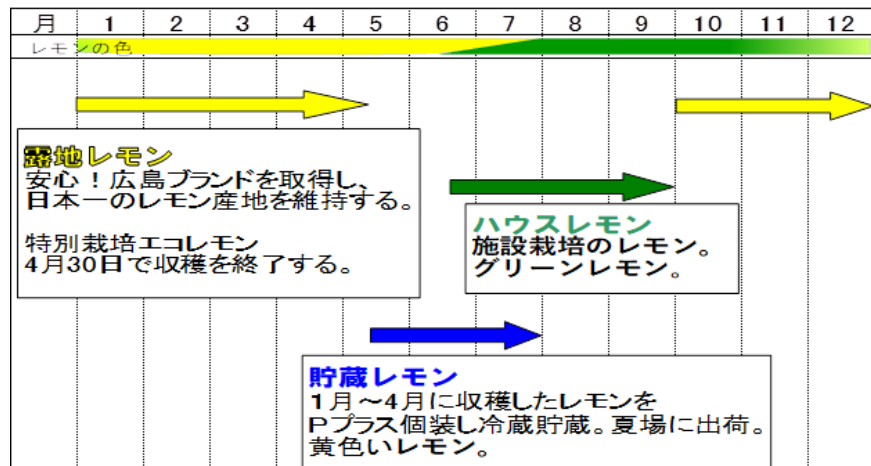 月 1 2 3 4 5 6 7 8 9 10 11 12
レモンの色
露地レモン
安心！広島ブランドを取得し、
日本一のレモン産地を維持する。
特別栽培エコレモン
4月30日で収穫を終了する。
ハウスレモン
施設栽培のレモン。
グリーンレモン。
貯蔵レモン
1月～4月に収穫したレモンを
Pプラス個装し冷蔵貯蔵。夏場に出荷。
黄色いレモン。